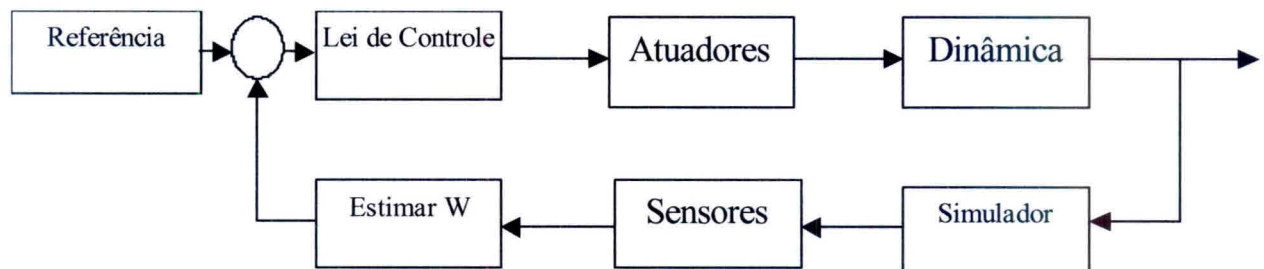 Referência
Lei de Controle
Atuadores
Dinâmica
Estimar W
Sensores
Simulador